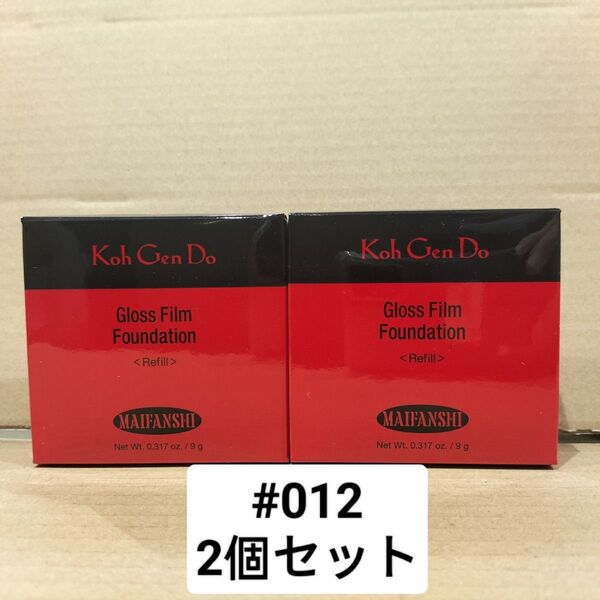 Koh Gen Do
Gloss Film
Foundation
<Refill>
MAIFANSHI
Net Wt. 0.317 oz. / 9 g
Koh Gen Do
Gloss Film
Foundation
<Refill>
MAIFANSHI
Net Wt. 0.317 oz. / 9 g
#012
2個セット